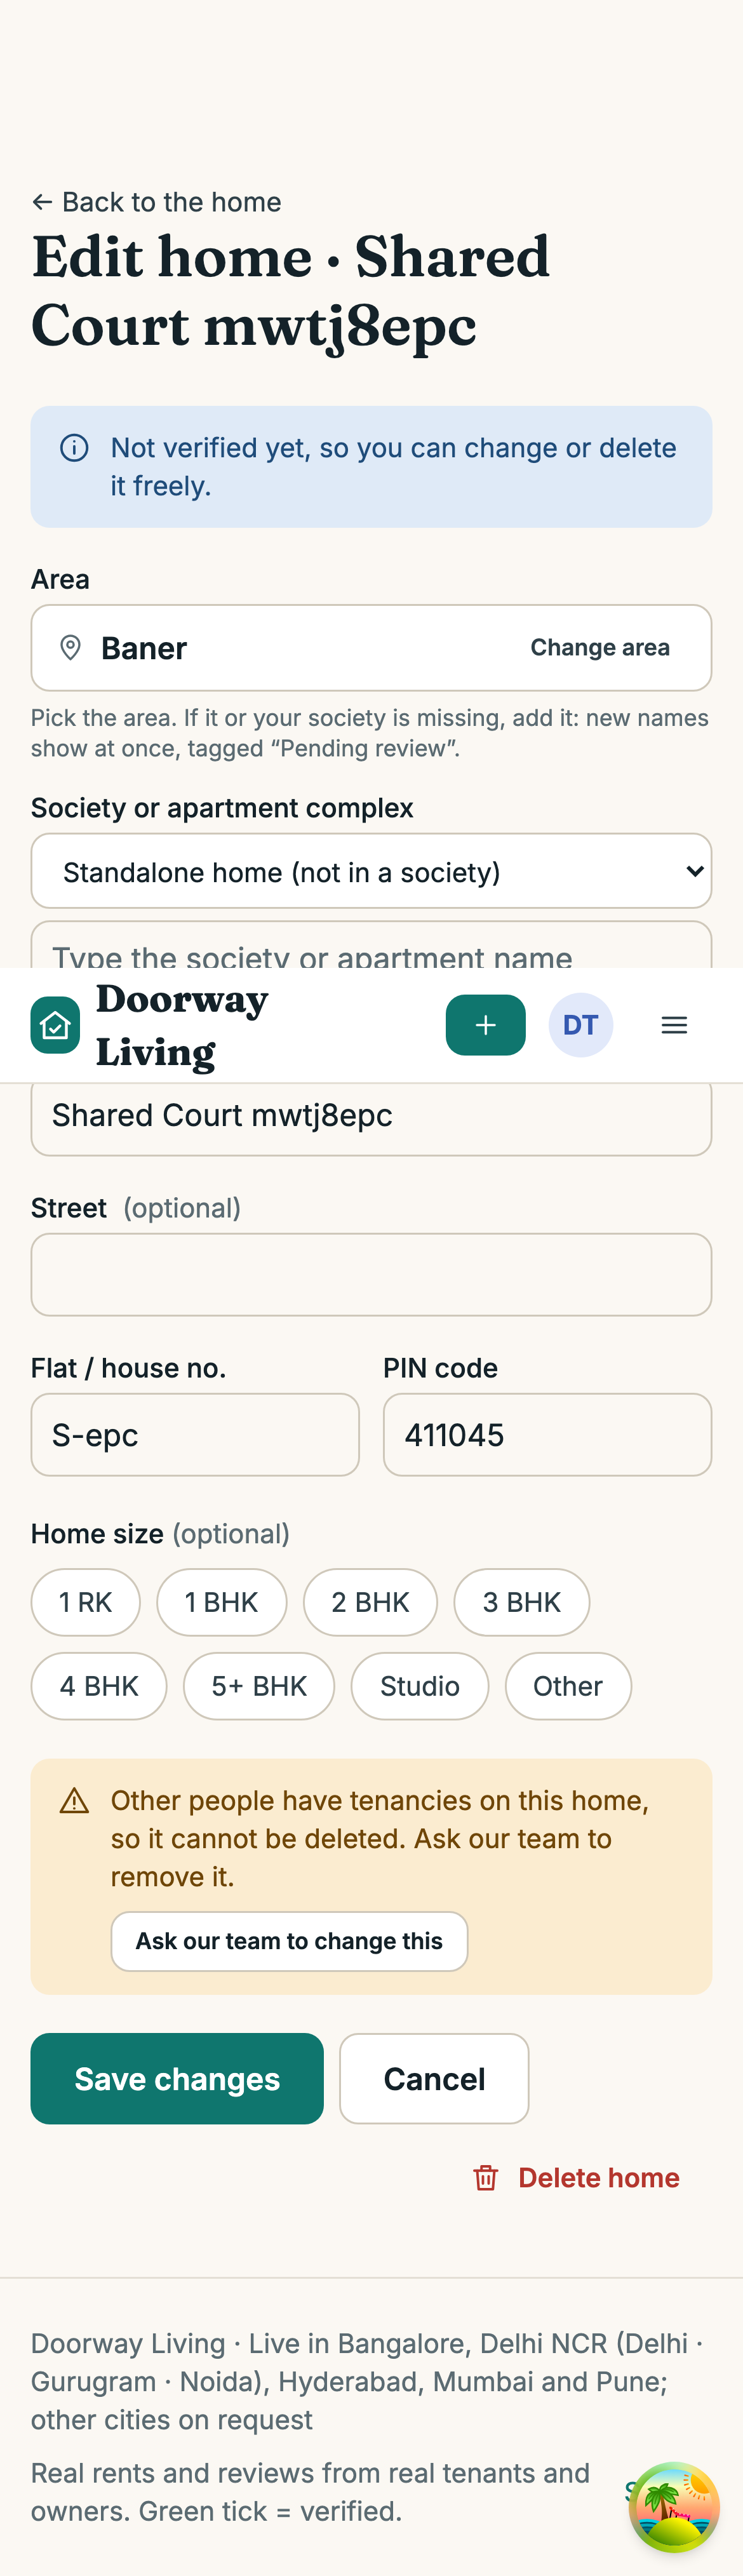 ← Back to the home
Edit home · Shared
Court mwtj8epc
Not verified yet, so you can change or delete
it freely.
Area
Baner
Change area
Pick the area. If it or your society is missing, add it: new names
show at once, tagged “Pending review”.
Society or apartment complex
Standalone home (not in a society)
Type the society or apartment name
Doorway
Living
+
DT
Shared Court mwtj8epc
Street (optional)
Flat / house no.
PIN code
S-epc
411045
Home size (optional)
1 RK
1 BHK
2 BHK
3 BHK
4 BHK
5+ BHK
Studio
Other
Other people have tenancies on this home,
so it cannot be deleted. Ask our team to
remove it.
Ask our team to change this
Save changes
Cancel
Delete home
Doorway Living · Live in Bangalore, Delhi NCR (Delhi ·
Gurugram · Noida), Hyderabad, Mumbai and Pune;
other cities on request
Real rents and reviews from real tenants and
owners. Green tick = verified.